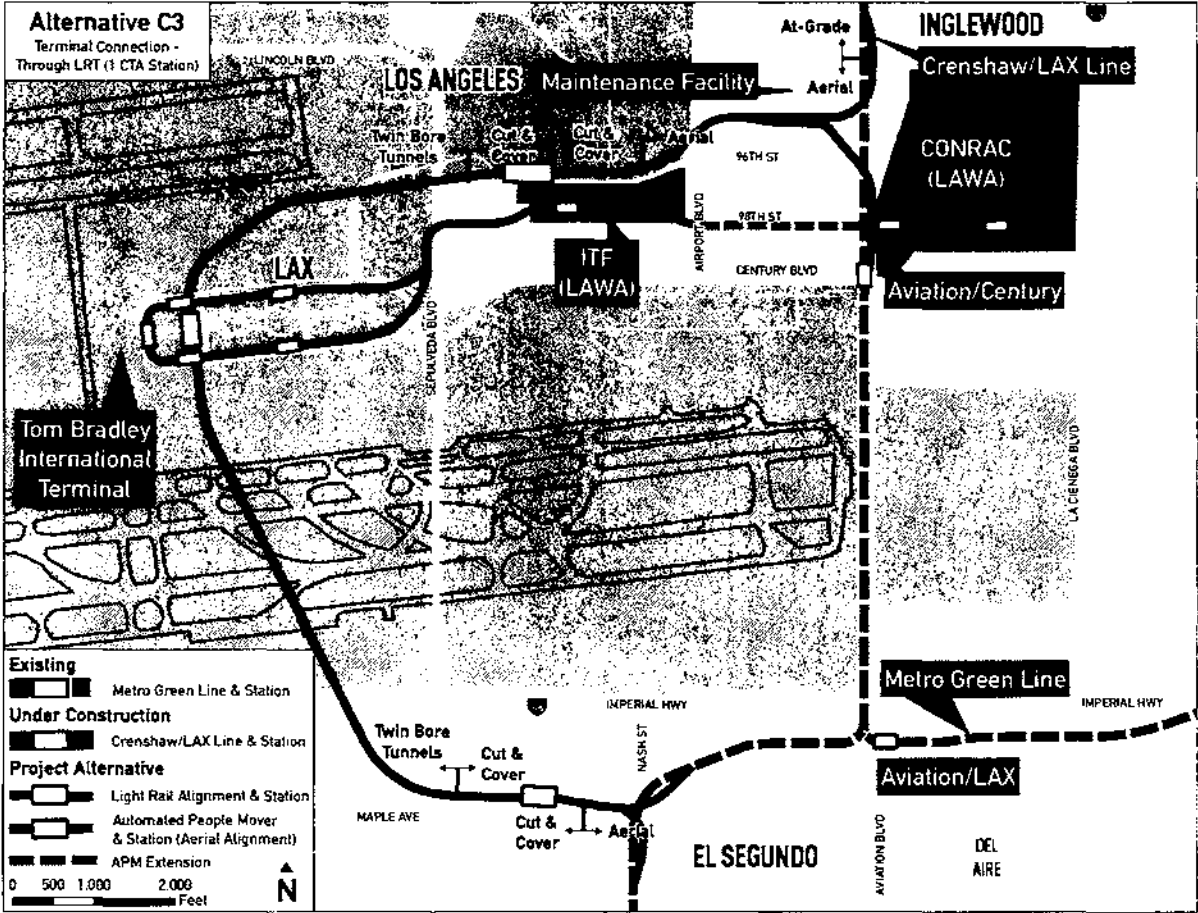 Alternative C3
Terminal Connection -
Through LRT (1 CTA Station)
LINCOLN BLVD
LOS ANGELES
Maintenance Facility
At-Grade
Aerial
INGLEWOOD
Crenshaw/LAX Line
CONRAC
(LAWA)
Twin Bore
Tunnels
Cut &
Cover
Cut &
Cover
Aerial
96TH ST
98TH ST
AIRPORT BLVD
CENTURY BLVD
ITF
(LAWA)
Aviation/Century
LAX
SEPULVEDA BLVD
Tom Bradley
International
Terminal
LA CIENEGA BLVD
Metro Green Line
IMPERIAL HWY
IMPERIAL HWY
NASH ST
Aviation/LAX
Twin Bore
Tunnels
Cut &
Cover
MAPLE AVE
Cut &
Cover
Aerial
EL SEGUNDO
AVIATION BLVD
DEL
AIRE
Existing
Metro Green Line & Station
Under Construction
Crenshaw/LAX Line & Station
Project Alternative
Light Rail Alignment & Station
Automated People Mover
& Station (Aerial Alignment)
APM Extension
0 500 1,000 2,000
Feet
N